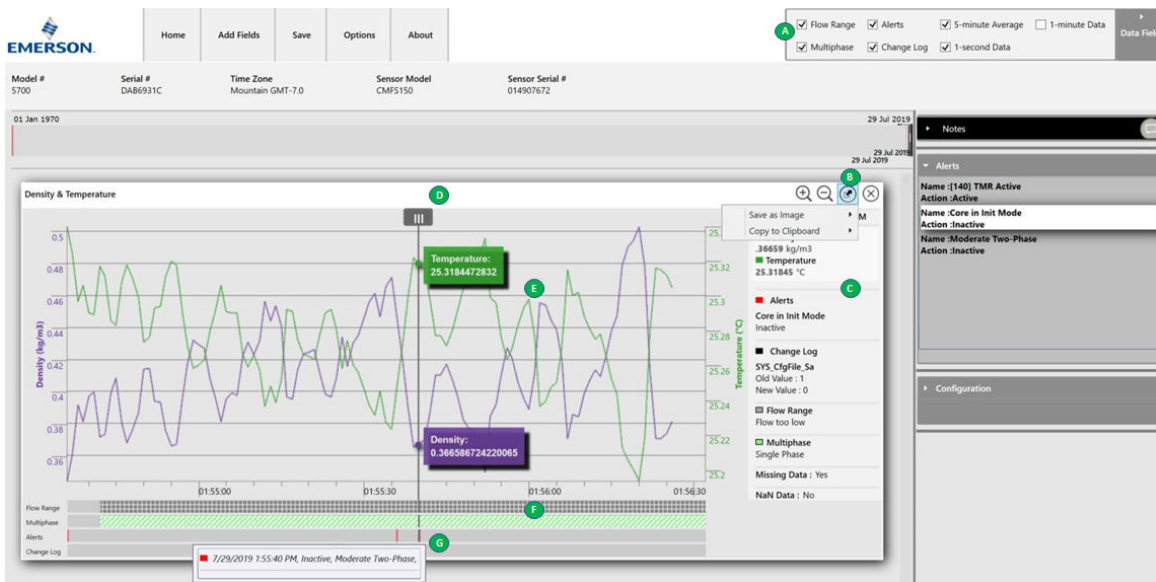 EMERSON.
Home Add Fields Save Options About
A
Flow Range Alerts 5-minute Average 1-minute Data
Multiphase Change Log 1-second Data
Data Fiel
Model # Serial # Time Zone Sensor Model Sensor Serial #
5700 DAB6931C Mountain GMT-7.0 CMFS150 014907672
01 Jan 1970 29 Jul 2019
29 Jul 2019
29 Jul 2019
Notes
Alerts
Name :[140] TMR Active
Action :Active
Name :Core in Init Mode
Action :Inactive
Name :Moderate Two-Phase
Action :Inactive
Configuration
B
Density & Temperature
D
Save as Image
Copy to Clipboard
M
.36659 kg/m3
Temperature
25.31845 °C
C
Alerts
Core in Init Mode
Inactive
Change Log
SYS_CfgFile_Sa
Old Value : 1
New Value : 0
Flow Range
Flow too low
Multiphase
Single Phase
Missing Data : Yes
NaN Data : No
Density (kg/m3)
0.5
0.48
0.46
0.44
0.42
0.4
0.38
0.36
Temperature:
25.3184472832
E
Density:
0.366586724220065
Temperature (°C)
25.32
25.3
25.28
25.26
25.24
25.22
25.2
01:55:00 01:55:30 01:56:00 01:56:30
Flow Range
F
Multiphase
Alerts
G
Change Log
7/29/2019 1:55:40 PM, Inactive, Moderate Two-Phase,